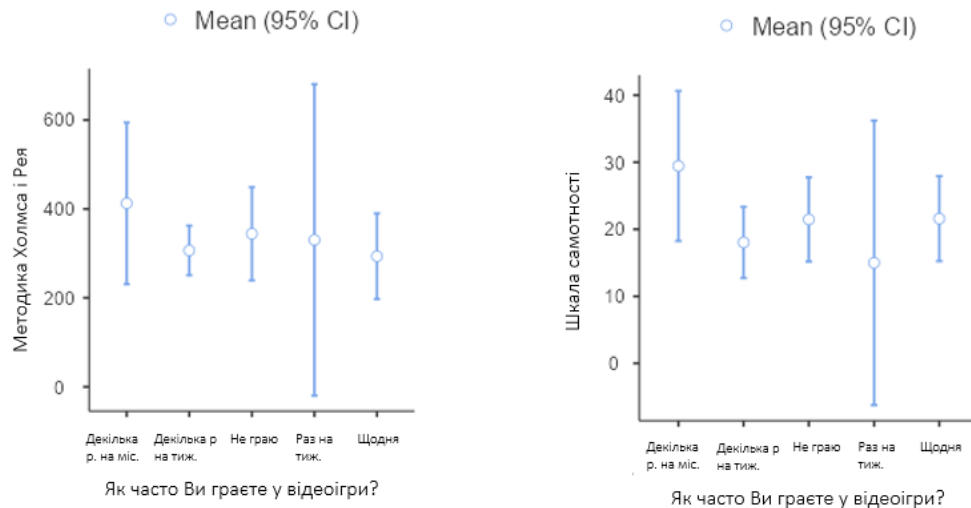 Mean (95% CI)
Методика Холмса і Рея
600
400
200
0
Декілька
р. на міс.
Декілька р
на тиж.
Не граю
Раз на
тиж.
Щодня
Як часто Ви граєте у відеоігри?
Mean (95% CI)
Шкала самотності
40
30
20
10
0
Декілька
р. на міс.
Декілька р
на тиж.
Не граю
Раз на
тиж.
Щодня
Як часто Ви граєте у відеоігри?